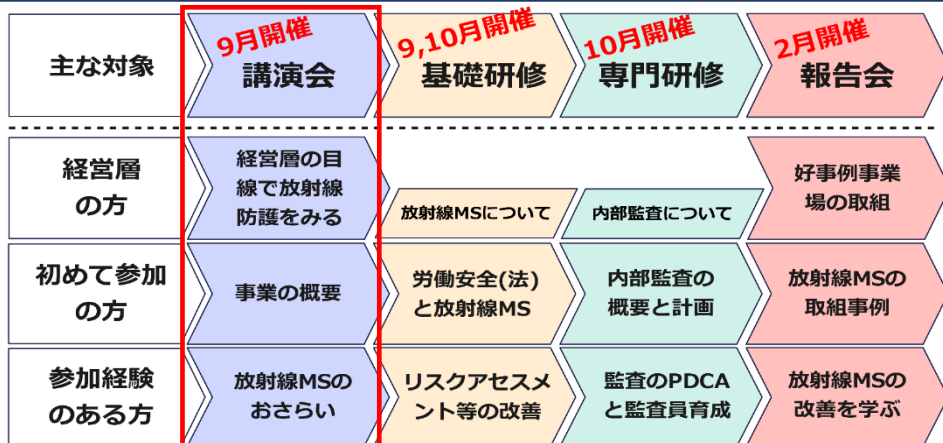 主な対象
9月開催
講演会
9,10月開催
基礎研修
10月開催
専門研修
2月開催
報告会
経営層
の方
経営層の目
線で放射線
防護をみる
放射線MSについて
内部監査について
好事例事業
場の取組
初めて参加
の方
事業の概要
労働安全(法)
と放射線MS
内部監査の
概要と計画
放射線MSの
取組事例
参加経験
のある方
放射線MSの
おさらい
リスクアセスメ
ント等の改善
監査のPDCA
と監査員育成
放射線MSの
改善を学ぶ